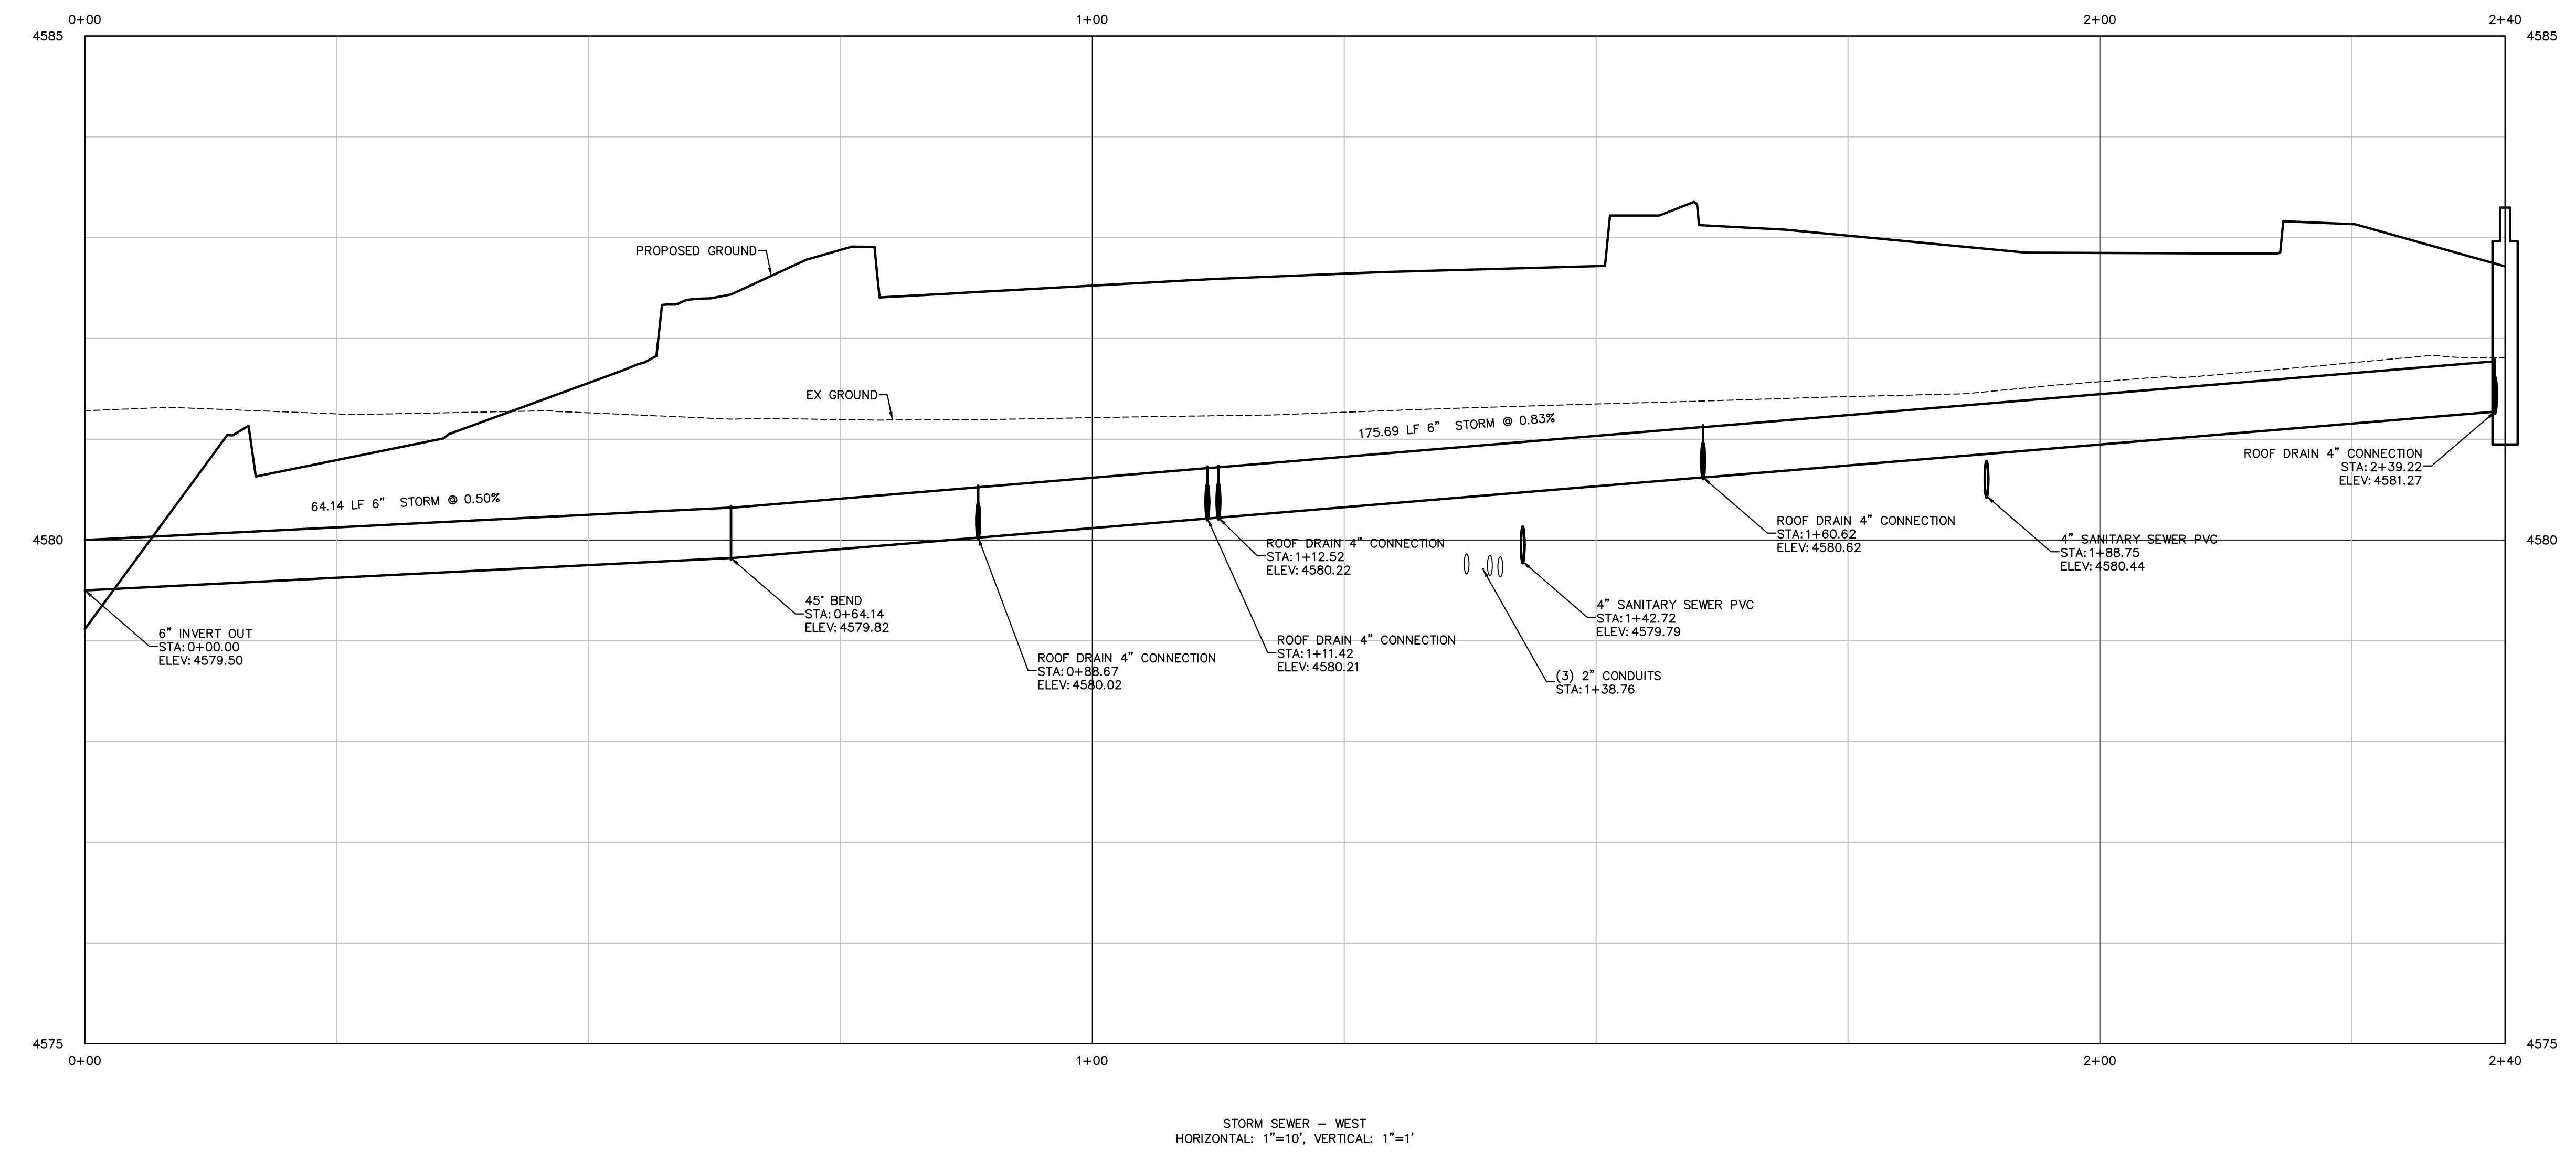 0+00
1+00
2+00
2+40
4585
4585
PROPOSED GROUND
EX GROUND
175.69 LF 6” STORM @ 0.83%
64.14 LF 6” STORM @ 0.50%
ROOF DRAIN 4” CONNECTION
STA: 2+39.22
ELEV: 4581.27
ROOF DRAIN 4” CONNECTION
STA: 1+60.62
ELEV: 4580.62
4580
4580
4” SANITARY SEWER PVC
STA: 1+88.75
ELEV: 4580.44
ROOF DRAIN 4” CONNECTION
STA: 1+12.52
ELEV: 4580.22
45° BEND
STA: 0+64.14
ELEV: 4579.82
4” SANITARY SEWER PVC
STA: 1+42.72
ELEV: 4579.79
6” INVERT OUT
STA: 0+00.00
ELEV: 4579.50
ROOF DRAIN 4” CONNECTION
STA: 1+11.42
ELEV: 4580.21
ROOF DRAIN 4” CONNECTION
STA: 0+88.67
ELEV: 4580.02
(3) 2” CONDUITS
STA: 1+38.76
4575
4575
0+00
1+00
2+00
2+40
STORM SEWER – WEST
HORIZONTAL: 1”=10’, VERTICAL: 1”=1’